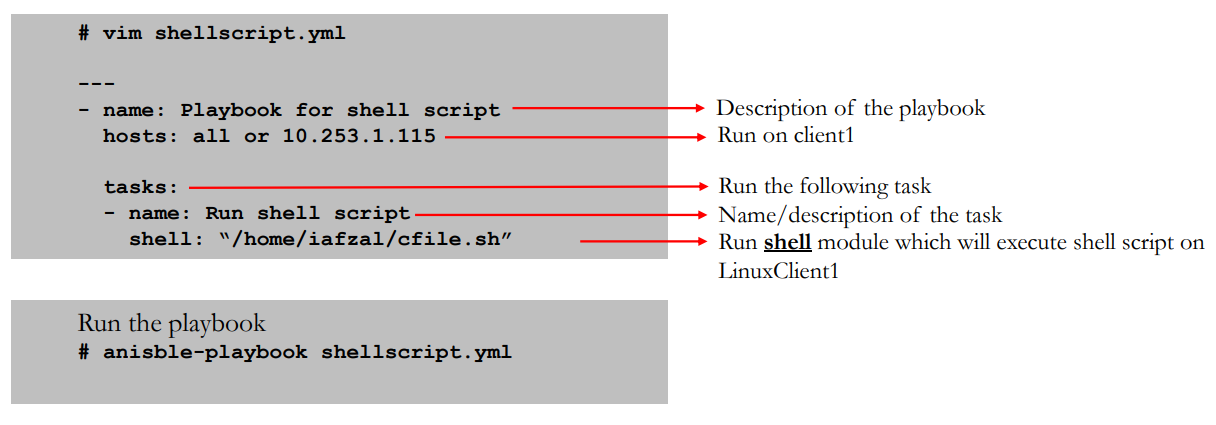 # vim shellscript.yml
---
- name: Playbook for shell script
Description of the playbook
hosts: all or 10.253.1.115
Run on client1
tasks:
Run the following task
- name: Run shell script
Name/description of the task
shell: “/home/iafzal/cfile.sh”
Run shell module which will execute shell script on
LinuxClient1
Run the playbook
# anisble-playbook shellscript.yml